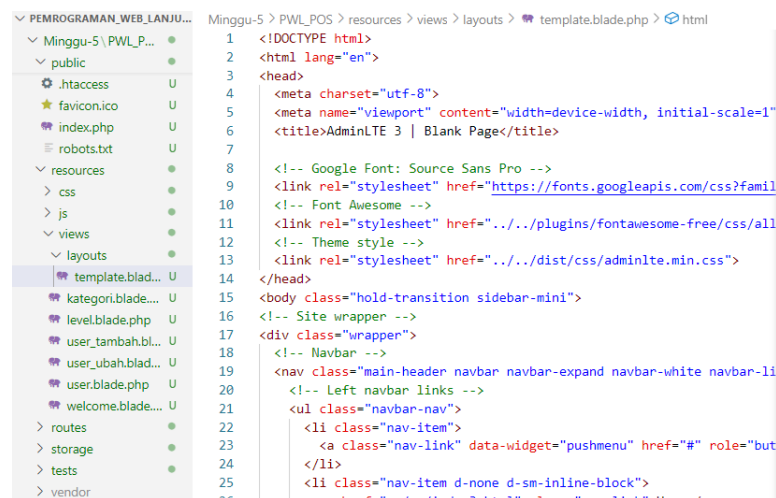 PEMROGRAMAN_WEB_LANJU...
Minggu-5\PWL_P...
public
.htaccess U
favicon.ico U
index.php U
robots.txt U
resources
css
js
views
layouts
template.blad... U
kategori.blade.... U
level.blade.php U
user_tambah.bl... U
user_ubah.blad... U
user.blade.php U
welcome.blade.... U
routes
storage
tests
vendor
Minggu-5 > PWL_POS > resources > views > layouts > template.blade.php > html
1 <!DOCTYPE html>
2 <html lang="en">
3 <head>
4 <meta charset="utf-8">
5 <meta name="viewport" content="width=device-width, initial-scale=1"
6 <title>AdminLTE 3 | Blank Page</title>
7
8 <!-- Google Font: Source Sans Pro -->
9 <link rel="stylesheet" href="https://fonts.googleapis.com/css?famil
10 <!-- Font Awesome -->
11 <link rel="stylesheet" href="../../plugins/fontawesome-free/css/all
12 <!-- Theme style -->
13 <link rel="stylesheet" href="../../dist/css/adminlte.min.css">
14 </head>
15 <body class="hold-transition sidebar-mini">
16 <!-- Site wrapper -->
17 <div class="wrapper">
18 <!-- Navbar -->
19 <nav class="main-header navbar navbar-expand navbar-white navbar-li
20 <!-- Left navbar links -->
21 <ul class="navbar-nav">
22 <li class="nav-item">
23 <a class="nav-link" data-widget="pushmenu" href="#" role="but
24 </li>
25 <li class="nav-item d-none d-sm-inline-block">